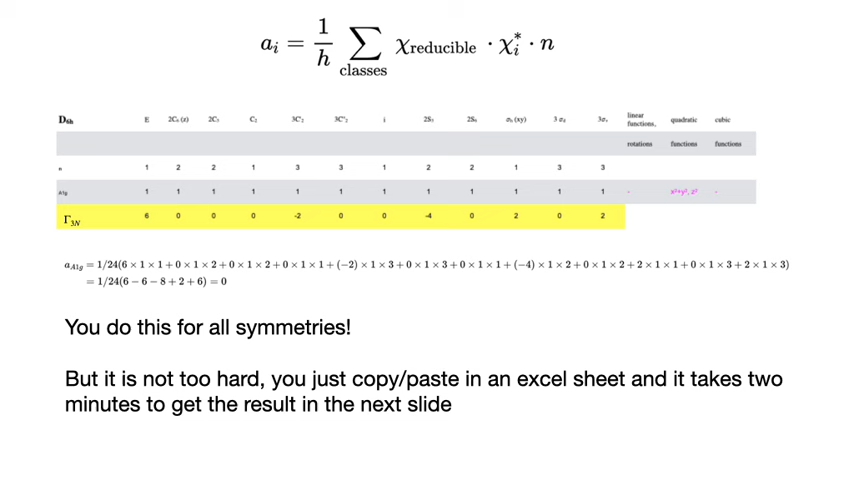 a_i = 1/h ∑ χ_reducible · χ_i^* · n
classes
D₆ₕ E 2C₆ (z) 2C₃ C₂ 3C'₂ 3C''₂ i 2S₃ 2S₆ σₕ (xy) 3 σ_d 3σᵥ linear functions, quadratic cubic
rotations functions functions
n 1 2 2 1 3 3 1 2 2 1 3 3
A1g 1 1 1 1 1 1 1 1 1 1 1 1 - x²+y², z² -
Γ_3N 6 0 0 0 -2 0 0 -4 0 2 0 2
a_A1g = 1/24(6 × 1 × 1 + 0 × 1 × 2 + 0 × 1 × 2 + 0 × 1 × 1 + (−2) × 1 × 3 + 0 × 1 × 3 + 0 × 1 × 1 + (−4) × 1 × 2 + 0 × 1 × 2 + 2 × 1 × 1 + 0 × 1 × 3 + 2 × 1 × 3)
= 1/24(6 − 6 − 8 + 2 + 6) = 0
You do this for all symmetries!
But it is not too hard, you just copy/paste in an excel sheet and it takes two
minutes to get the result in the next slide